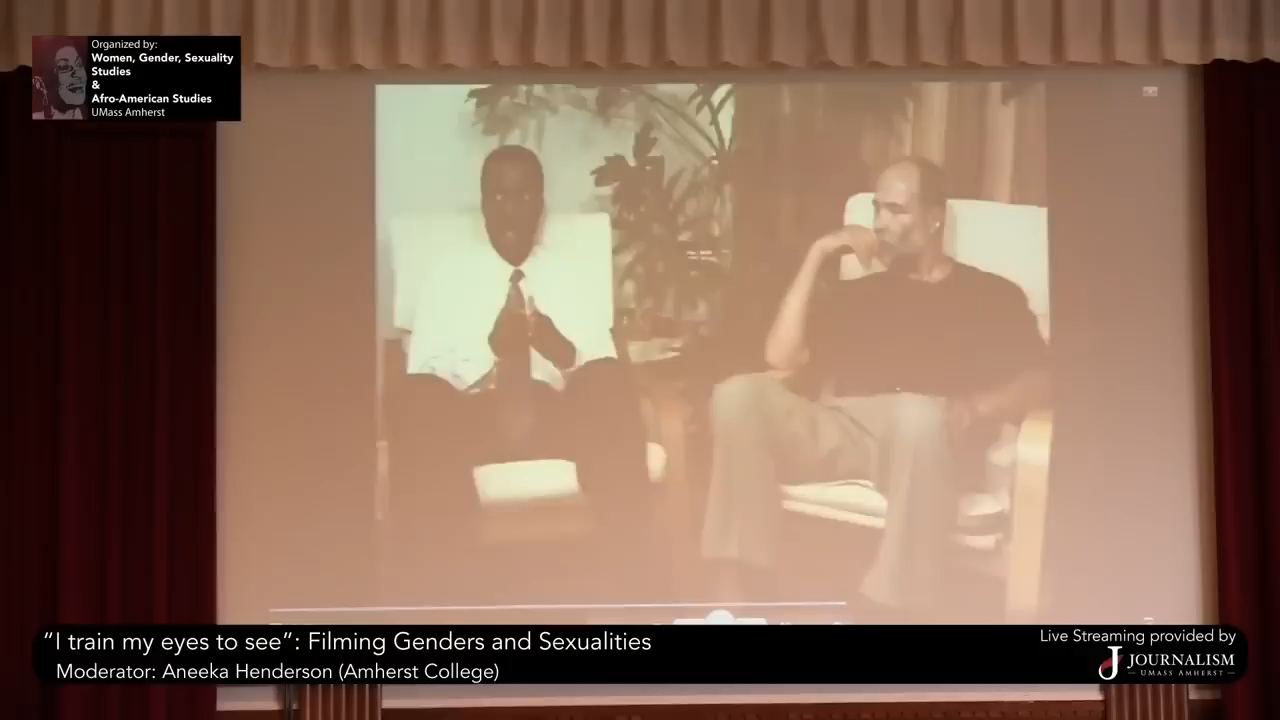 Organized by:
Women, Gender, Sexuality
Studies
&
Afro-American Studies
UMass Amherst
“I train my eyes to see“: Filming Genders and Sexualities
Moderator: Aneeka Henderson (Amherst College)
Live Streaming provided by
J JOURNALISM
UMASS AMHERST